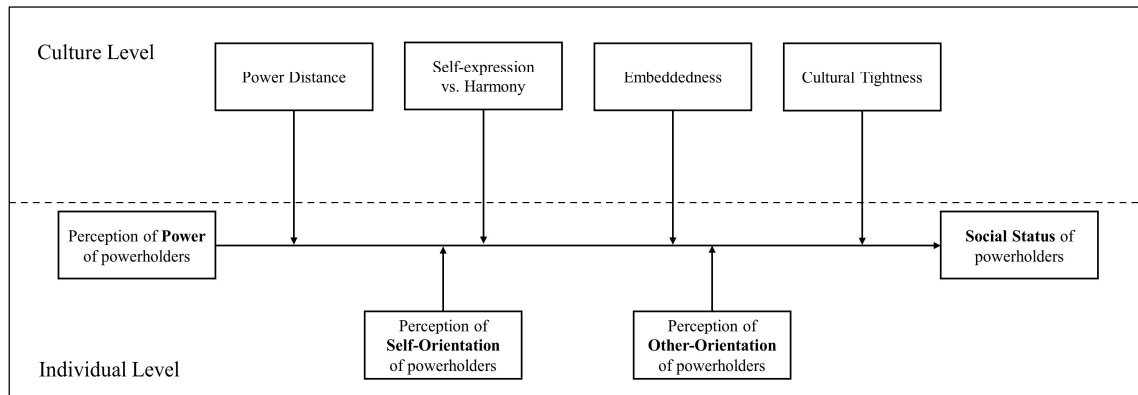 Culture Level
Power Distance
Self-expression
vs. Harmony
Embeddedness
Cultural Tightness
Perception of Power
of powerholders
Social Status of
powerholders
Perception of
Self-Orientation
of powerholders
Perception of
Other-Orientation
of powerholders
Individual Level